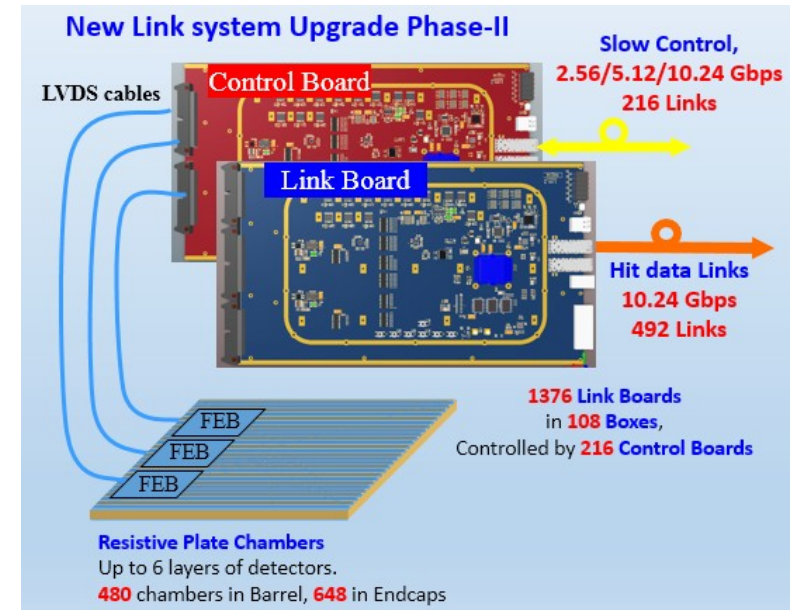 New Link system Upgrade Phase-II
Slow Control,
2.56/5.12/10.24 Gbps
216 Links
LVDS cables
Control Board
Link Board
Hit data Links
10.24 Gbps
492 Links
1376 Link Boards
in 108 Boxes,
Controlled by 216 Control Boards
FEB
FEB
FEB
Resistive Plate Chambers
Up to 6 layers of detectors.
480 chambers in Barrel, 648 in Endcaps